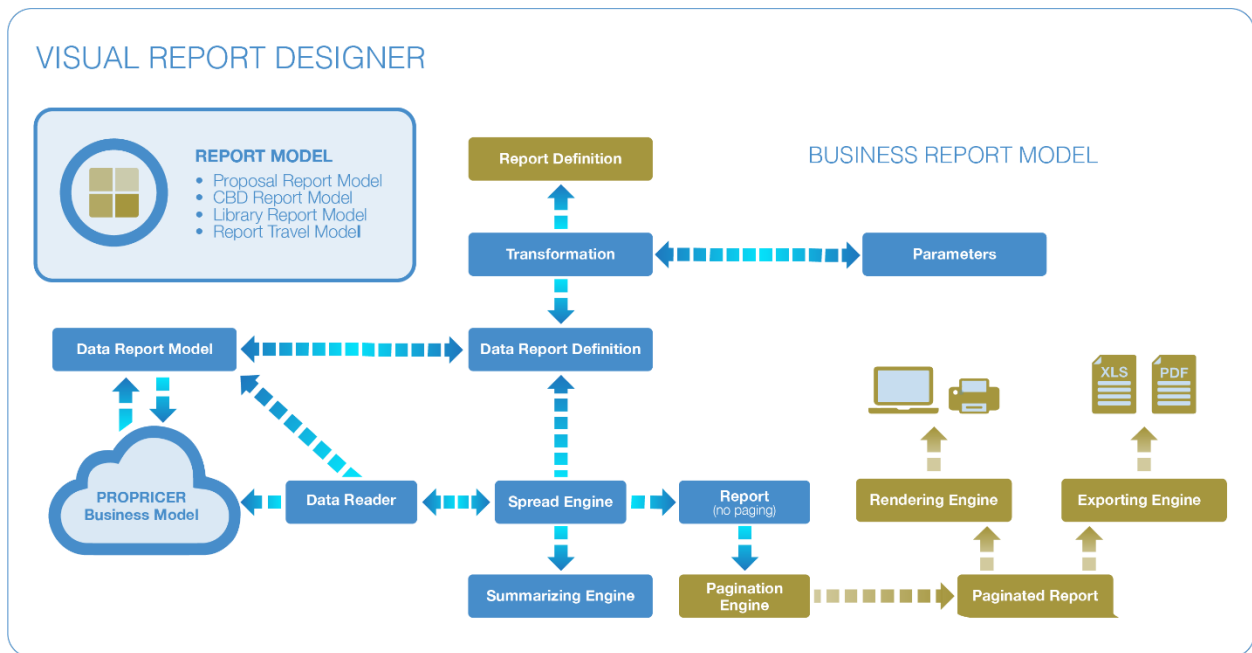 VISUAL REPORT DESIGNER
REPORT MODEL
• Proposal Report Model
• CBD Report Model
• Library Report Model
• Report Travel Model
BUSINESS REPORT MODEL
Report Definition
Transformation
Parameters
Data Report Model
Data Report Definition
XLS
PDF
PROPRICER
Business Model
Data Reader
Spread Engine
Report
(no paging)
Rendering Engine
Exporting Engine
Summarizing Engine
Pagination
Engine
Paginated Report